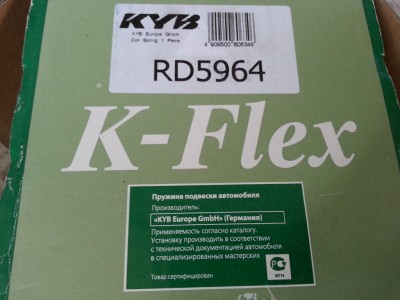 KYB
KYB Europe GmbH
Coil Spring 1 Piece
4 909500 606346
RD5964
K-Flex
Пружина подвески автомобиля
Производитель:
«KYB Europe GmbH» (Германия)
Применяемость согласно каталогу.
Установку производить в соответствии
с технической документацией автомобиля
в специализированных мастерских
Товар сертифицирован